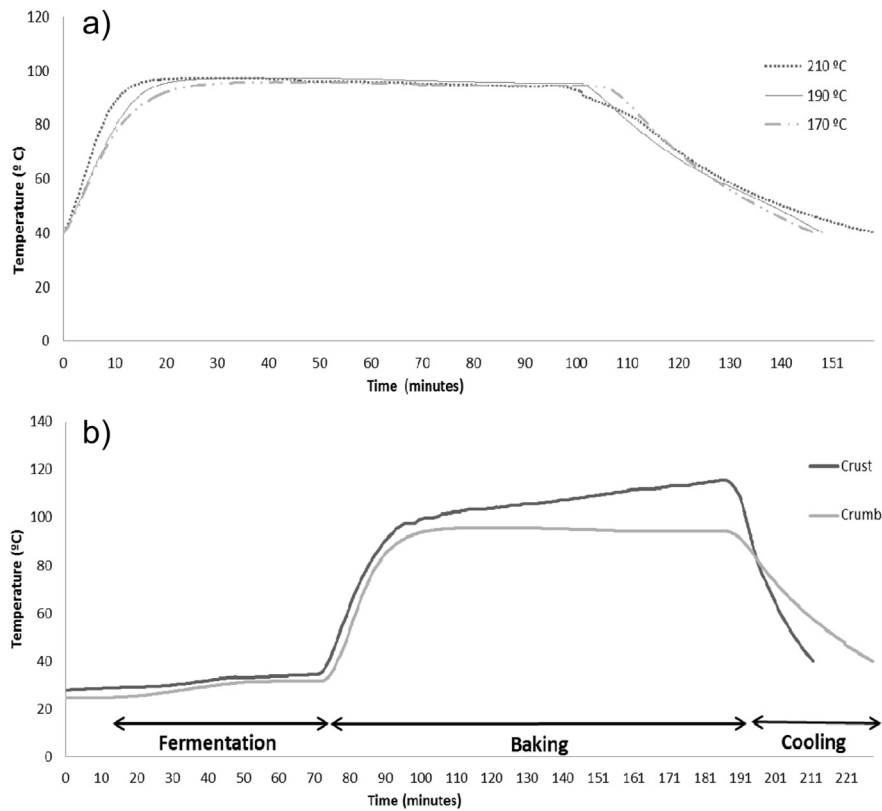 a)
120
100
80
60
40
20
0
Temperature (º C)
210 ºC
190 ºC
170 ºC
0 10 20 30 40 50 60 70 80 90 100 110 120 130 141 151
Time (minutes)
b)
140
120
100
80
60
40
20
0
Temperature (ºC)
Crust
Crumb
Fermentation Baking Cooling
0 10 20 30 40 50 60 70 80 90 100 110 120 130 141 151 161 171 181 191 201 211 221
Time (minutes)